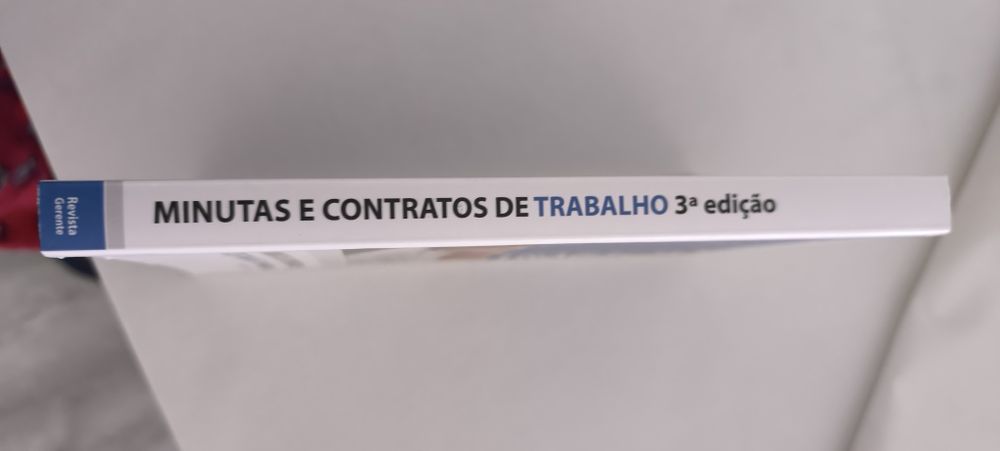 Revista
Gerente
MINUTAS E CONTRATOS DE TRABALHO 3ª edição